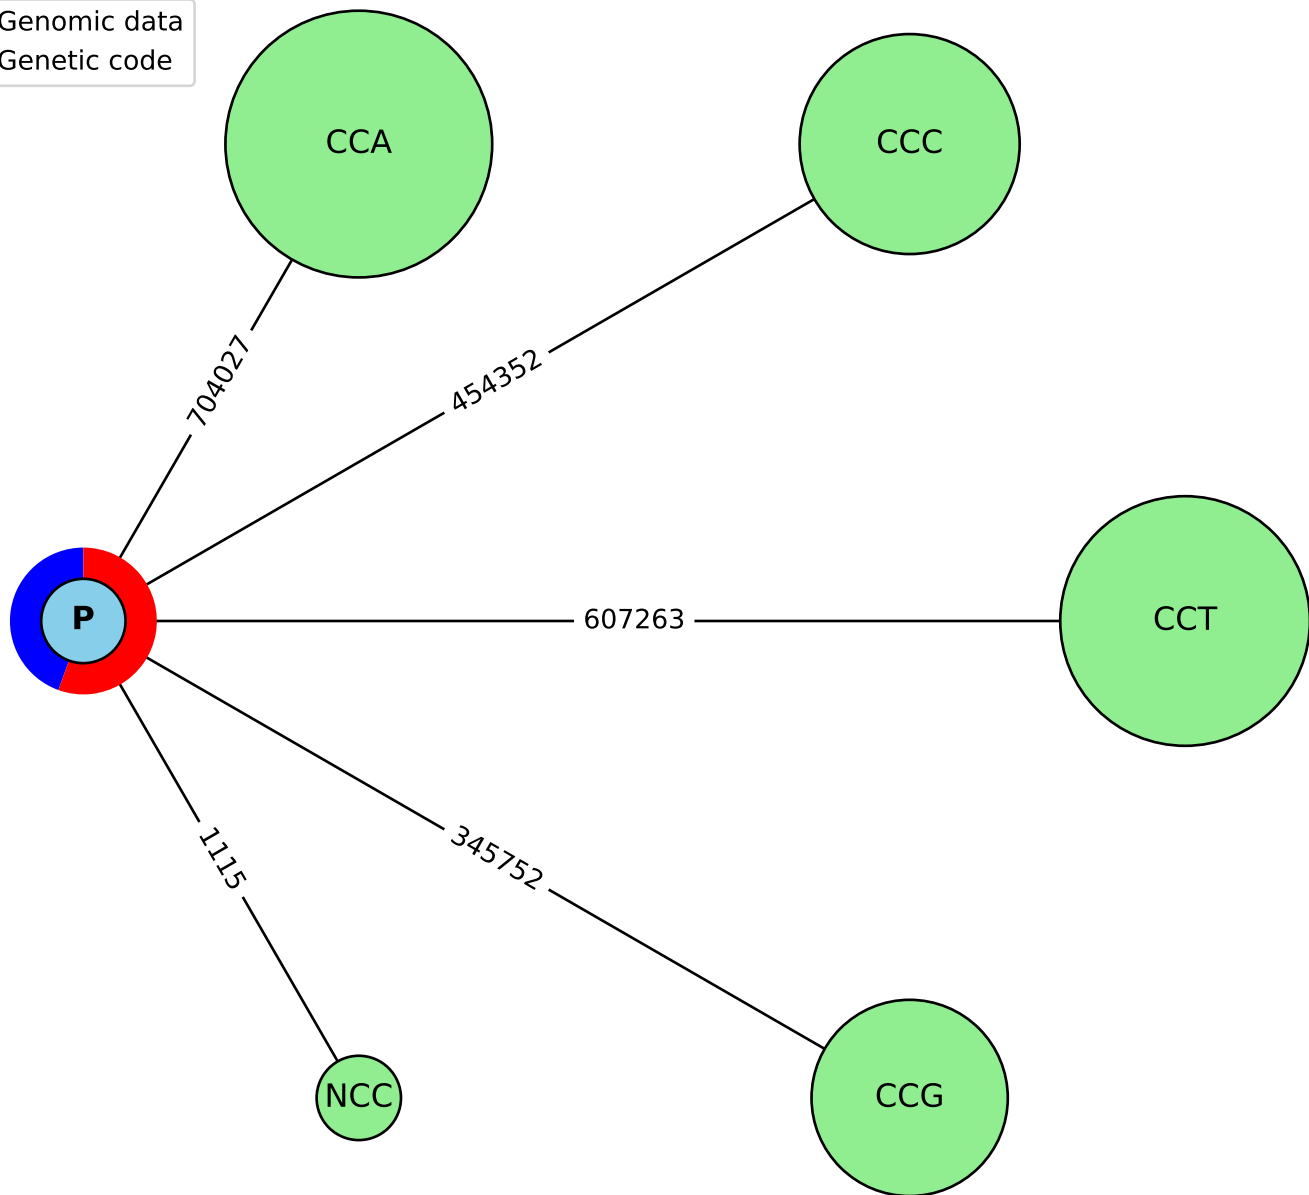 Genomic data
Genetic code
CCA
CCC
704027
454352
P
607263
CCT
1115
345752
NCC
CCG